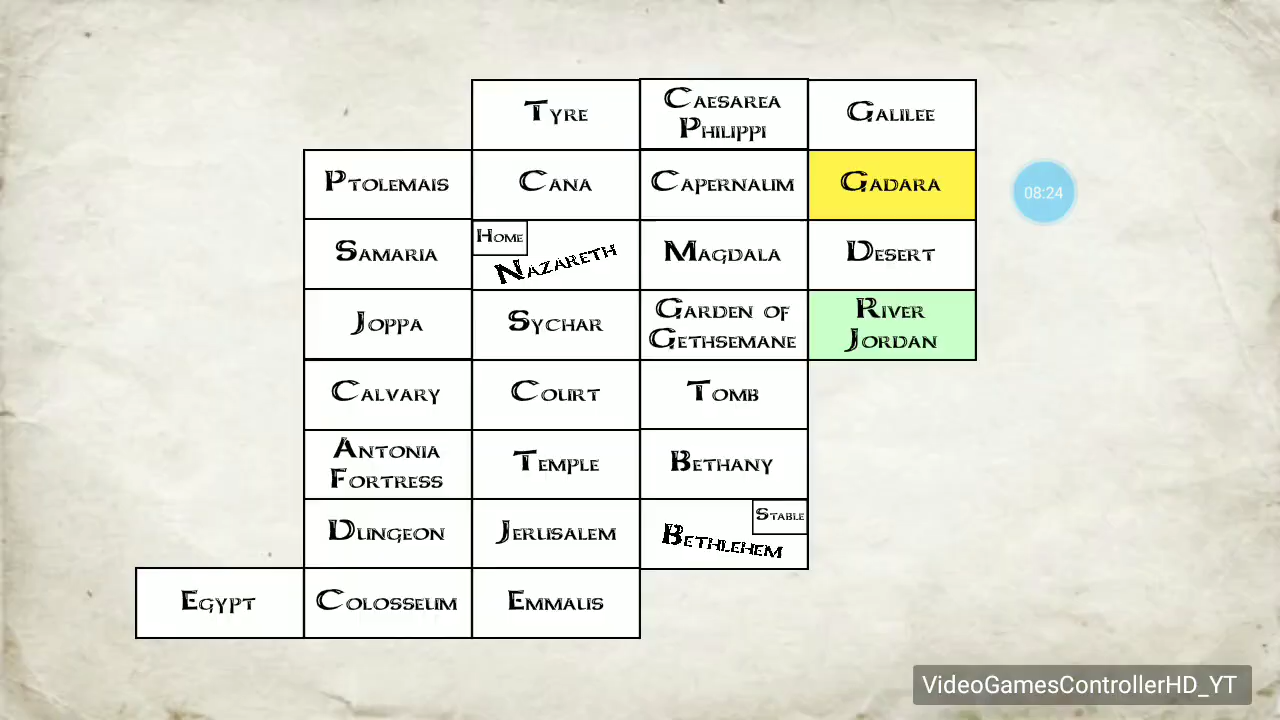 Tyre
Caesarea
Philippi
Galilee
Ptolemais
Cana
Capernaum
Gadara
08:24
Samaria
Home
Nazareth
Magdala
Desert
Joppa
Sychar
Garden of
Gethsemane
River
Jordan
Calvary
Court
Tomb
Antonia
Fortress
Temple
Bethany
Dungeon
Jerusalem
Stable
Bethlehem
Egypt
Colosseum
Emmaus
VideoGamesControllerHD_YT